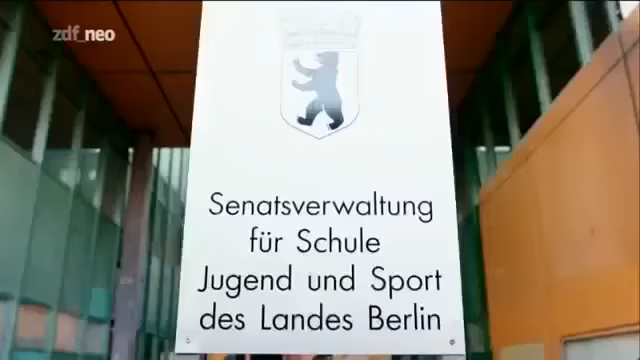 zdf_neo
Senatsverwaltung
für Schule
Jugend und Sport
des Landes Berlin